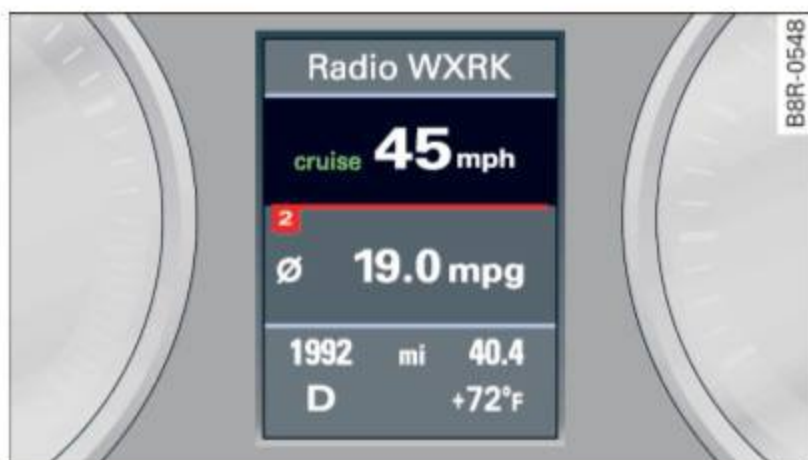 Radio WXRK
cruise 45 mph
2
ø 19.0 mpg
1992 mi 40.4
D +72°F
B8R-0548